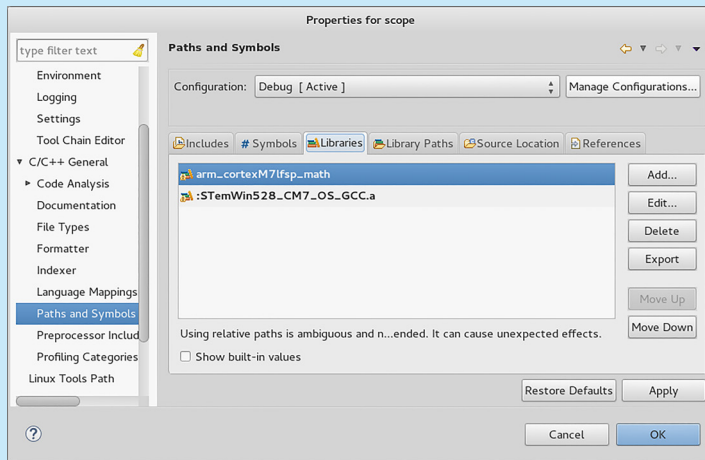 Properties for scope
type filter text
Environment
Logging
Settings
Tool Chain Editor
C/C++ General
Code Analysis
Documentation
File Types
Formatter
Indexer
Language Mappings
Paths and Symbols
Preprocessor Includ
Profiling Categories
Linux Tools Path
Paths and Symbols
Configuration: Debug [ Active ] Manage Configurations...
Includes # Symbols Libraries Library Paths Source Location References
arm_cortexM7lfsp_math
:STemWin528_CM7_OS_GCC.a
Add...
Edit...
Delete
Export
Move Up
Move Down
Using relative paths is ambiguous and n...ended. It can cause unexpected effects.
Show built-in values
Restore Defaults Apply
? Cancel OK